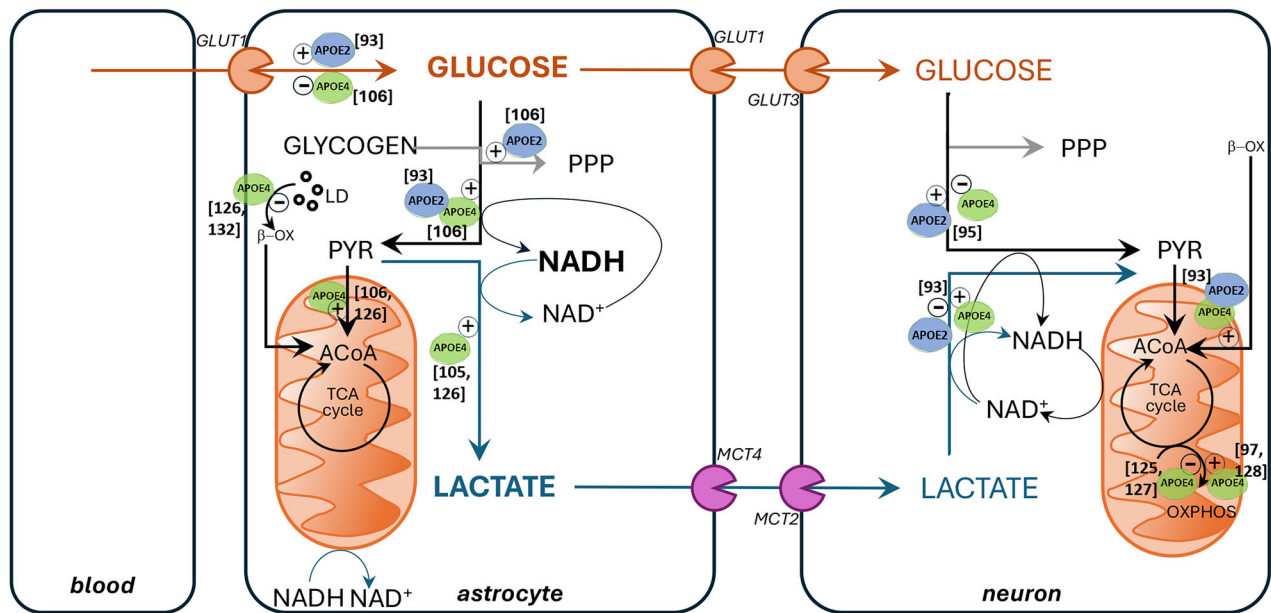 GLUT1
+
APOE2
[93]
−
APOE4
[106]
GLUCOSE
GLUT1
GLUT3
GLUCOSE
GLYCOGEN
[106]
+
APOE2
PPP
PPP
β–OX
APOE4
−
LD
[126,
132]
β–OX
[93]
APOE2
+
APOE4
[106]
+
APOE2
−
APOE4
[95]
PYR
NADH
NAD⁺
PYR
APOE4
+
[106,
126]
ACoA
TCA
cycle
+
APOE4
[105,
126]
[93]
−
APOE2
+
APOE4
NADH
NAD⁺
[93]
APOE2
APOE4
+
ACoA
TCA
cycle
[125,
127]
−
APOE4
+
APOE4
[97,
128]
OXPHOS
LACTATE
MCT4
MCT2
LACTATE
NADH NAD⁺
blood
astrocyte
neuron